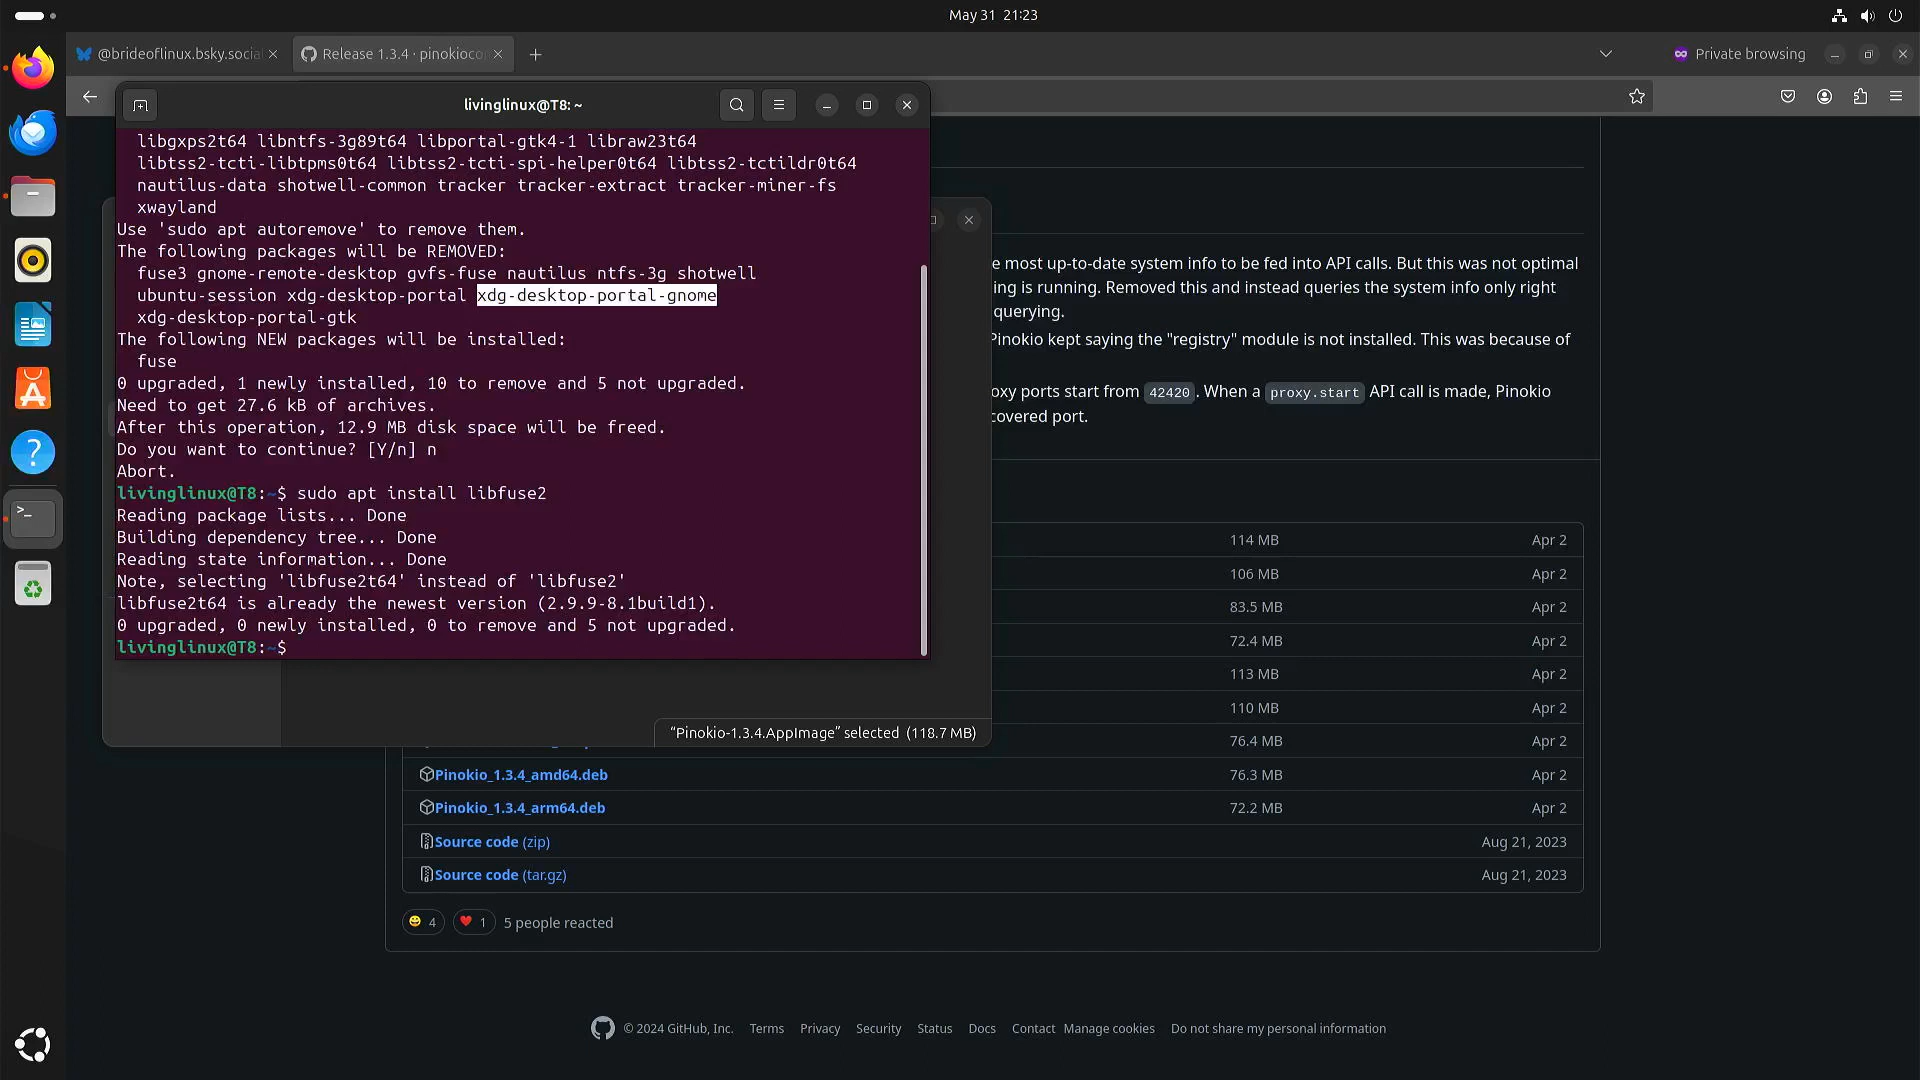 May 31 21:23
@brideoflinux.bsky.socia
Release 1.3.4 · pinokioco
Private browsing
livinglinux@T8: ~
libgxps2t64 libntfs-3g89t64 libportal-gtk4-1 libraw23t64
libtss2-tcti-libtpms0t64 libtss2-tcti-spi-helper0t64 libtss2-tctildr0t64
nautilus-data shotwell-common tracker tracker-extract tracker-miner-fs
xwayland
Use 'sudo apt autoremove' to remove them.
The following packages will be REMOVED:
fuse3 gnome-remote-desktop gvfs-fuse nautilus ntfs-3g shotwell
ubuntu-session xdg-desktop-portal xdg-desktop-portal-gnome
xdg-desktop-portal-gtk
The following NEW packages will be installed:
fuse
0 upgraded, 1 newly installed, 10 to remove and 5 not upgraded.
Need to get 27.6 kB of archives.
After this operation, 12.9 MB disk space will be freed.
Do you want to continue? [Y/n] n
Abort.
livinglinux@T8:~$ sudo apt install libfuse2
Reading package lists... Done
Building dependency tree... Done
Reading state information... Done
Note, selecting 'libfuse2t64' instead of 'libfuse2'
libfuse2t64 is already the newest version (2.9.9-8.1build1).
0 upgraded, 0 newly installed, 0 to remove and 5 not upgraded.
livinglinux@T8:~$
e most up-to-date system info to be fed into API calls. But this was not optimal
ing is running. Removed this and instead queries the system info only right
querying.
Pinokio kept saying the "registry" module is not installed. This was because of
oxy ports start from 42420. When a proxy.start API call is made, Pinokio
covered port.
114 MB Apr 2
106 MB Apr 2
83.5 MB Apr 2
72.4 MB Apr 2
113 MB Apr 2
110 MB Apr 2
"Pinokio-1.3.4.AppImage" selected (118.7 MB)
76.4 MB Apr 2
Pinokio_1.3.4_amd64.deb 76.3 MB Apr 2
Pinokio_1.3.4_arm64.deb 72.2 MB Apr 2
Source code (zip) Aug 21, 2023
Source code (tar.gz) Aug 21, 2023
4 1 5 people reacted
© 2024 GitHub, Inc. Terms Privacy Security Status Docs Contact Manage cookies Do not share my personal information